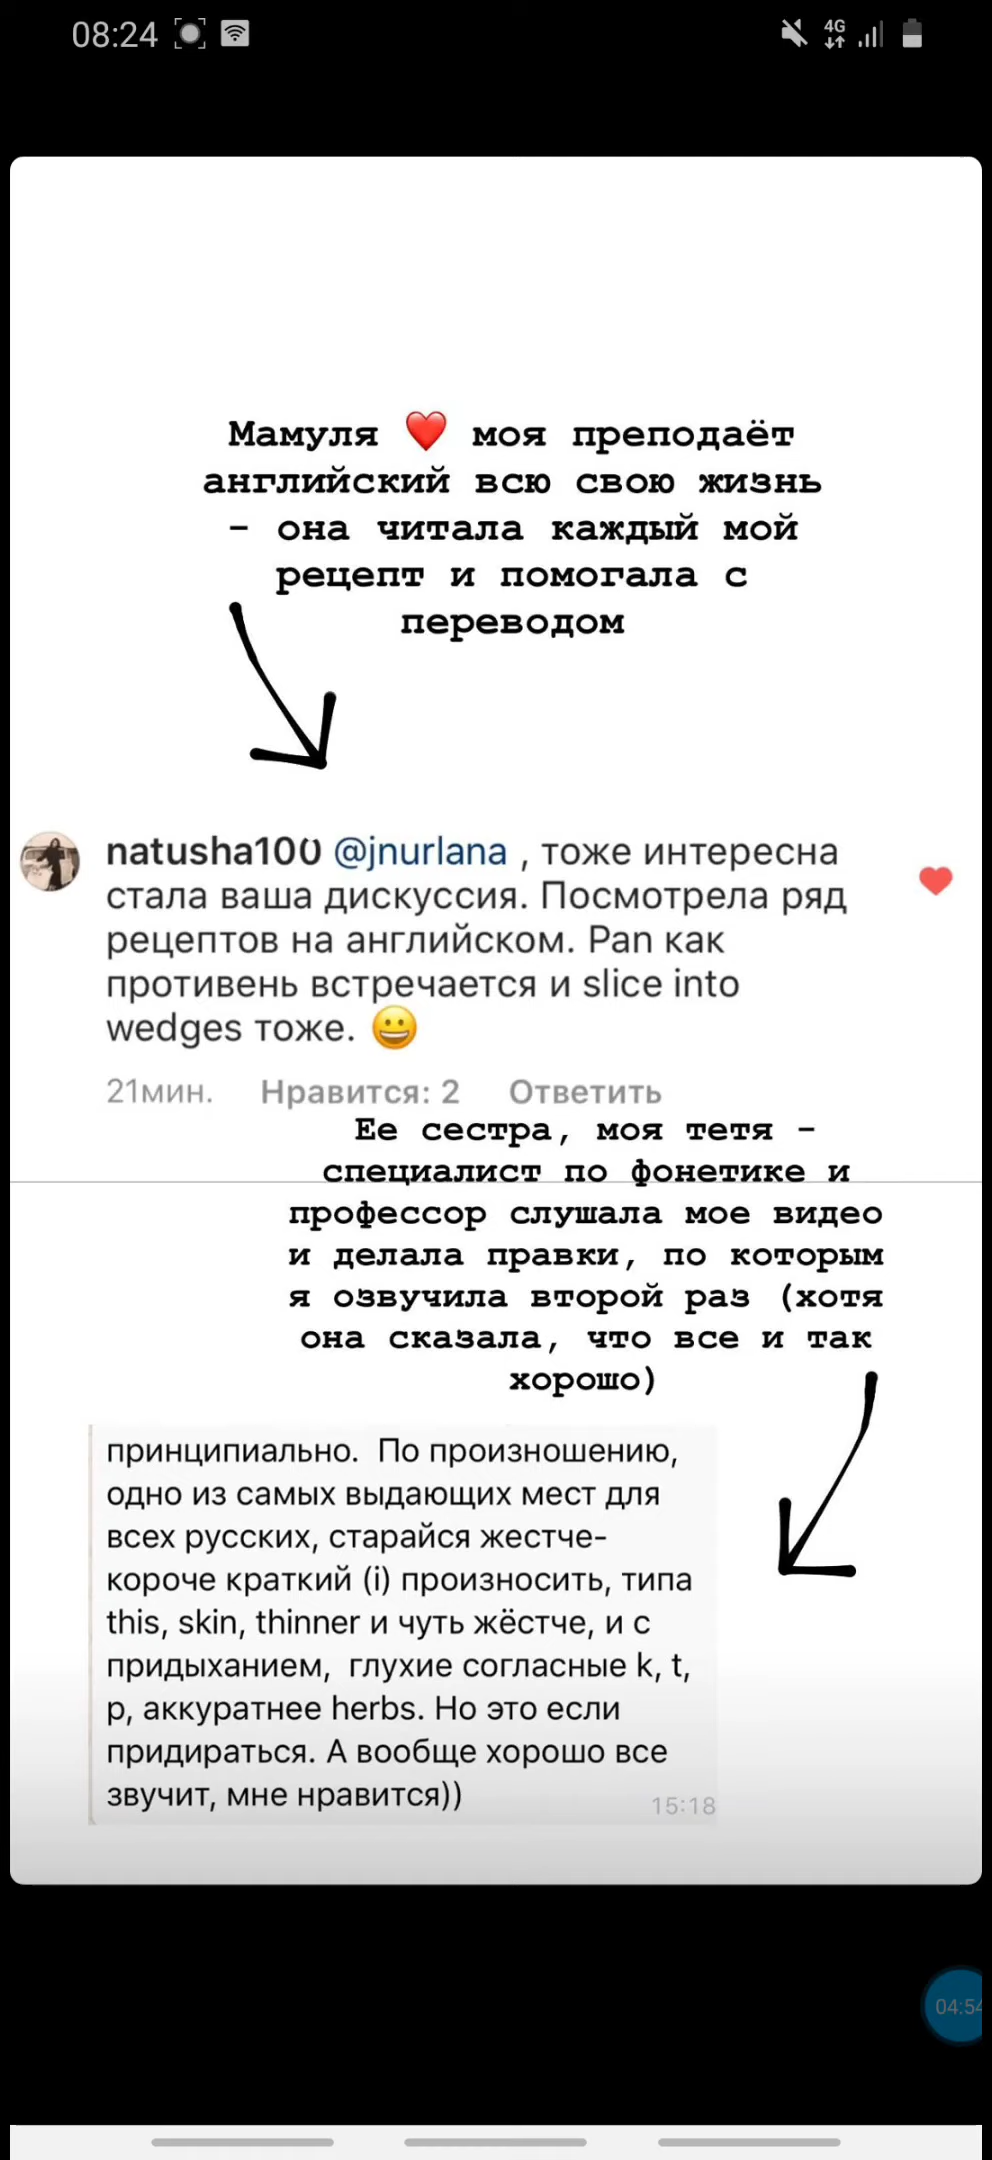 08:24
4G
Мамуля ❤️ моя преподаёт
английский всю свою жизнь
- она читала каждый мой
рецепт и помогала с
переводом
natusha100 @jnurlana , тоже интересна
стала ваша дискуссия. Посмотрела ряд
рецептов на английском. Pan как
противень встречается и slice into
wedges тоже. 😀
21мин. Нравится: 2 Ответить
Ее сестра, моя тетя -
специалист по фонетике и
профессор слушала мое видео
и делала правки, по которым
я озвучила второй раз (хотя
она сказала, что все и так
хорошо)
принципиально. По произношению,
одно из самых выдающих мест для
всех русских, старайся жестче-
короче краткий (i) произносить, типа
this, skin, thinner и чуть жёстче, и с
придыханием, глухие согласные k, t,
p, аккуратнее herbs. Но это если
придираться. А вообще хорошо все
звучит, мне нравится))
15:18
04:54